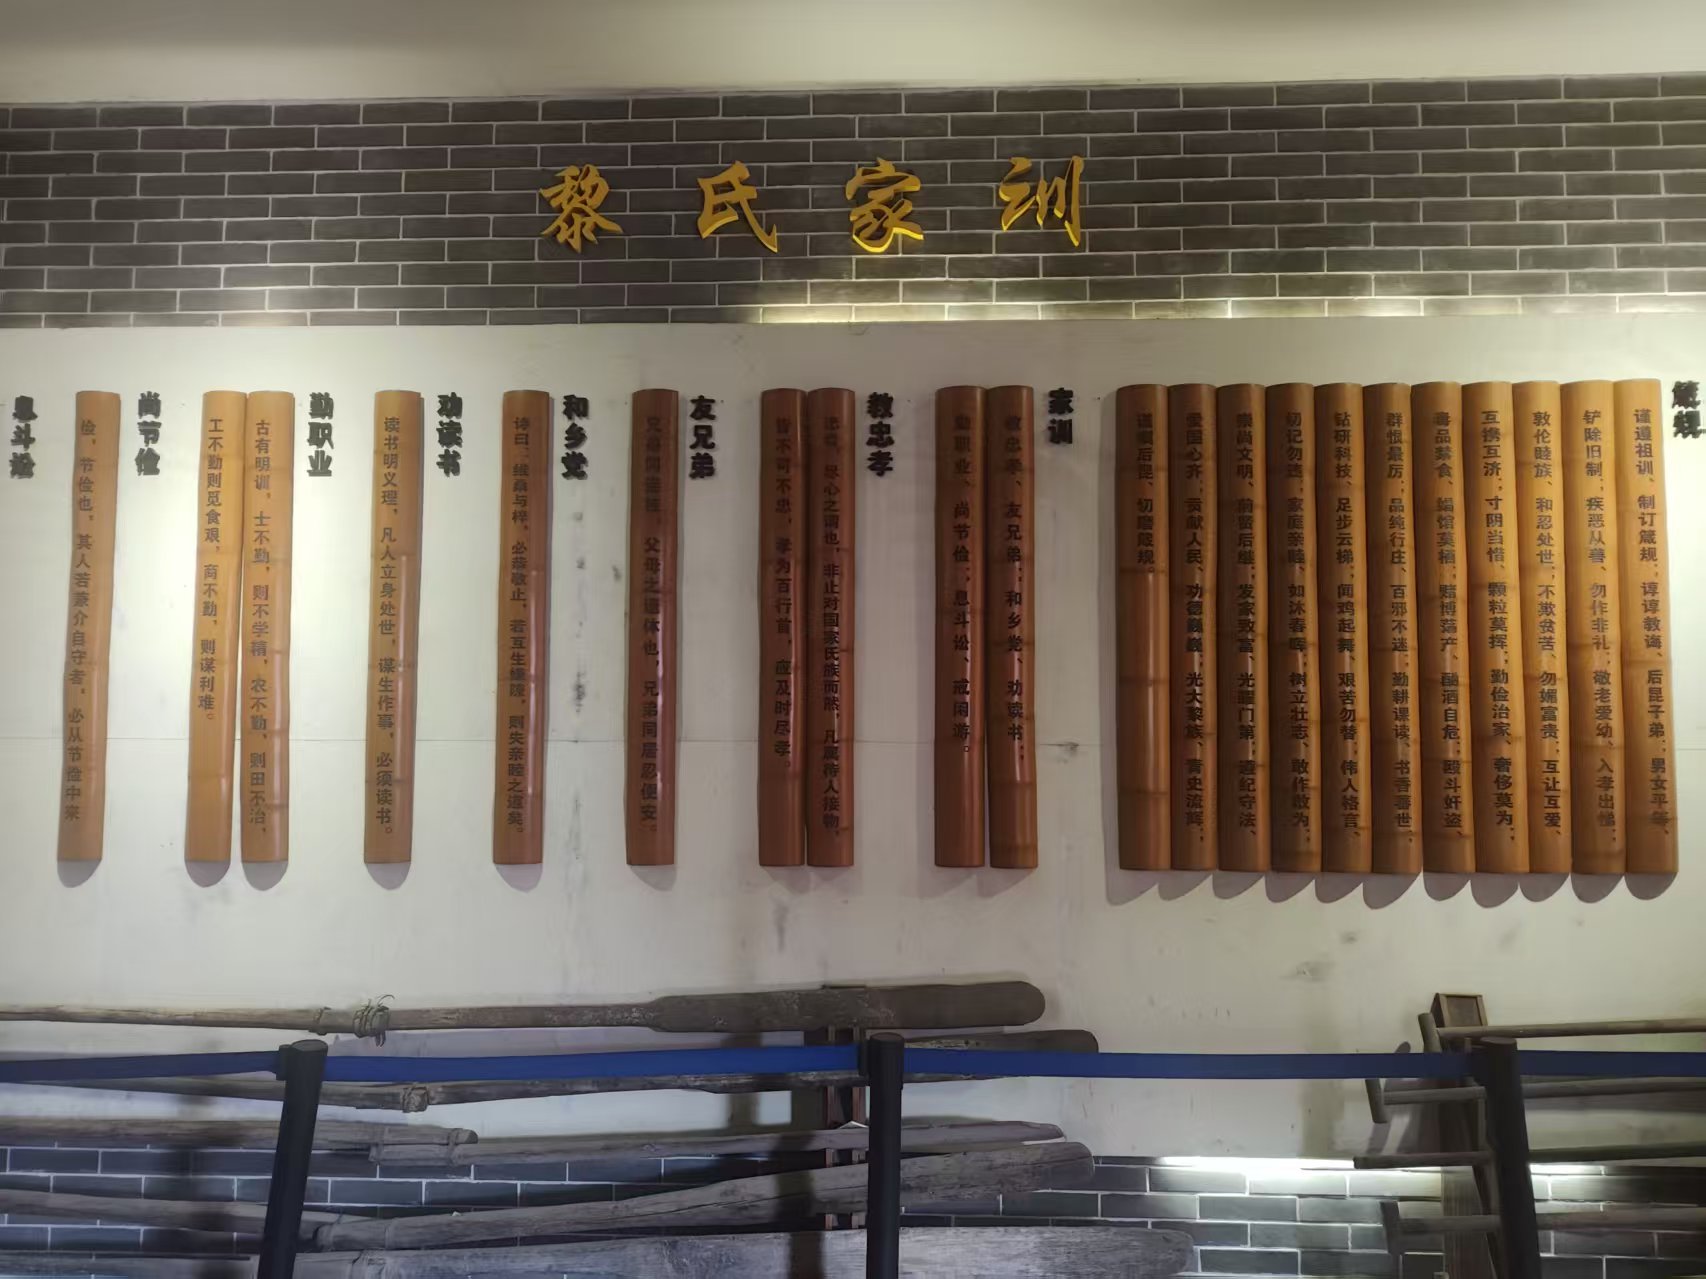 黎氏家训
箴规
谨遵祖训、制订箴规；谆谆教诲、后昆子弟；男女平等、
铲除旧制；疾恶从善、勿作非礼；敬老爱幼、入孝出悌；
敦伦睦族、和忍处世；不欺贫苦、勿媚富贵；互让互爱、
互携互济；寸阴当惜、颗粒莫挥；勤俭治家、奢侈莫为；
毒品禁食、娼馆莫栖；赌博荡产、酗酒自危；殴斗奸盗、
群恨最厉；品纯行庄、百邪不迷；勤耕课读、书香蕃世；
钻研科技、足步云梯；闻鸡起舞、艰苦勿替；伟人格言、
切记勿违；家庭亲睦、如沐春晖；树立壮志、敢作敢为；
崇尚文明、前贤后继；发家致富、光耀门第；遵纪守法、
爱国心齐；贡献人民、功德巍巍；光大黎族、青史流辉；
谨嘱后昆、切磨箴规。
家训
教忠孝、友兄弟；和乡党、劝读书；
勤职业、尚节俭；息斗讼、戒闲游。
教忠孝
忠者，尽心之谓也，非止对国家氏族而然，凡属待人接物，
皆不可不忠，孝为百行首，应及时尽孝。
友兄弟
父母之遗体也，兄弟同居忍便安。
和乡党
诗曰：维桑与梓，必恭敬止，若互生嫌隙，则失亲睦之道矣。
劝读书
读书明义理，凡人立身处世，谋生作事，必须读书。
勤职业
古有明训，士不勤，则不学精，农不勤，则田不治，
工不勤则觅食艰，商不勤，则谋利难。
尚节俭
俭，节俭也，其人若兼介自守者，必从节俭中来
息斗讼